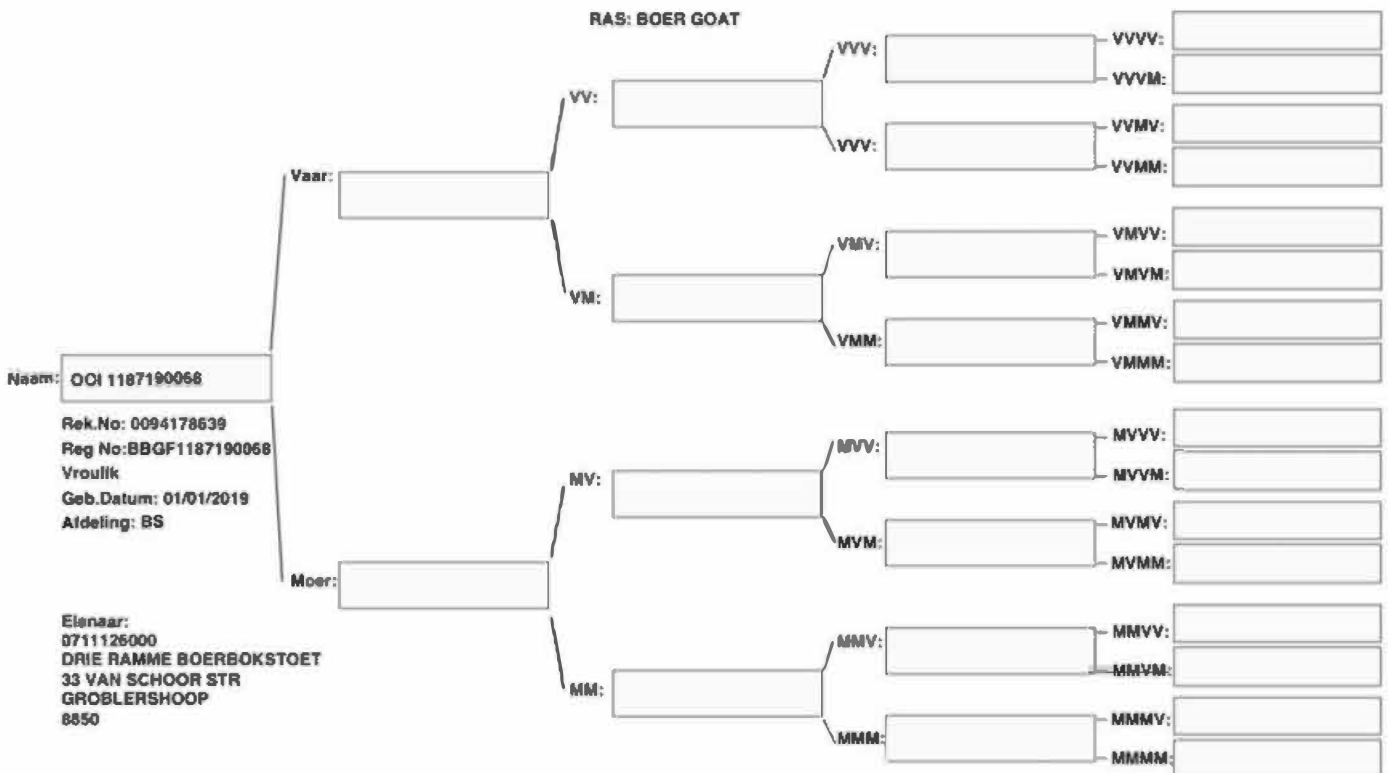 RAS: BOER GOAT
Naam: OOI 1187190068
Rek.No: 0094178639
Reg No:BBGF1187190068
Vroulik
Geb.Datum: 01/01/2019
Afdeling: BS
Eienaar:
0711126000
DRIE RAMME BOERBOKSTOET
33 VAN SCHOOR STR
GROBLERSHOOP
8850
Vaar:
Moer:
VV:
VM:
MV:
MM:
VVV:
VVV:
VMV:
VMM:
MVV:
MVM:
MMV:
MMM:
VVVV:
VVVM:
VVMV:
VVMM:
VMVV:
VMVM:
VMMV:
VMMM:
MVVV:
MVVM:
MVMV:
MVMM:
MMVV:
MMVM:
MMMV:
MMMM: